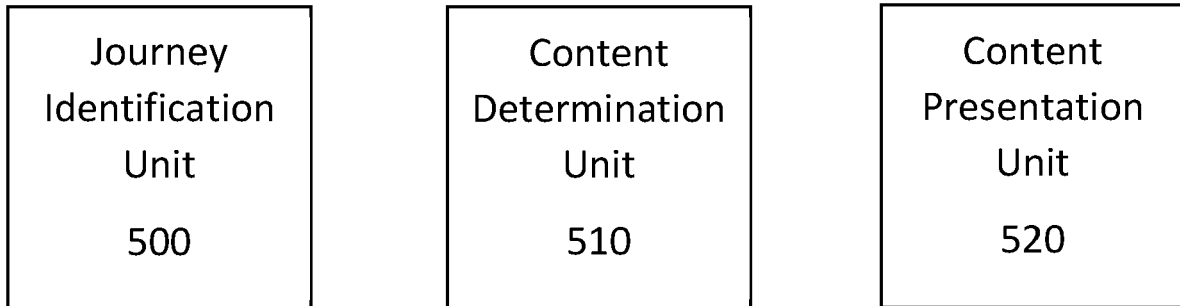 Journey
Identification
Unit
500
Content
Determination
Unit
510
Content
Presentation
Unit
520